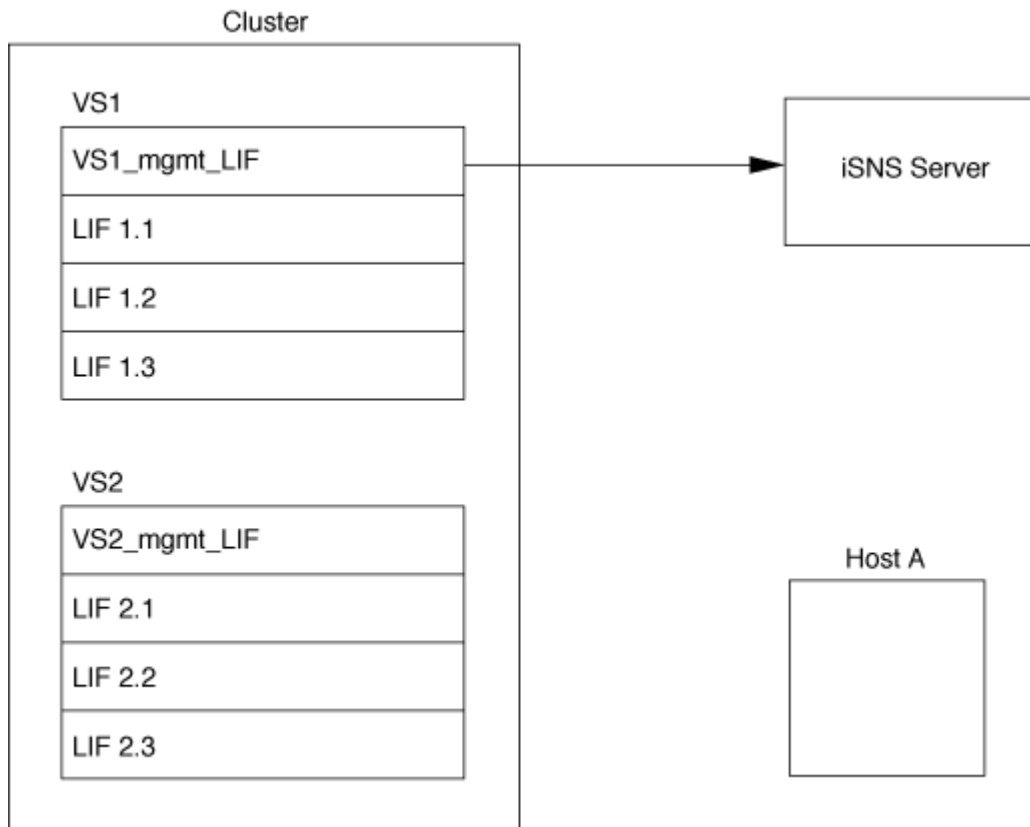 Cluster
VS1
VS1_mgmt_LIF
LIF 1.1
LIF 1.2
LIF 1.3
iSNS Server
VS2
VS2_mgmt_LIF
LIF 2.1
LIF 2.2
LIF 2.3
Host A